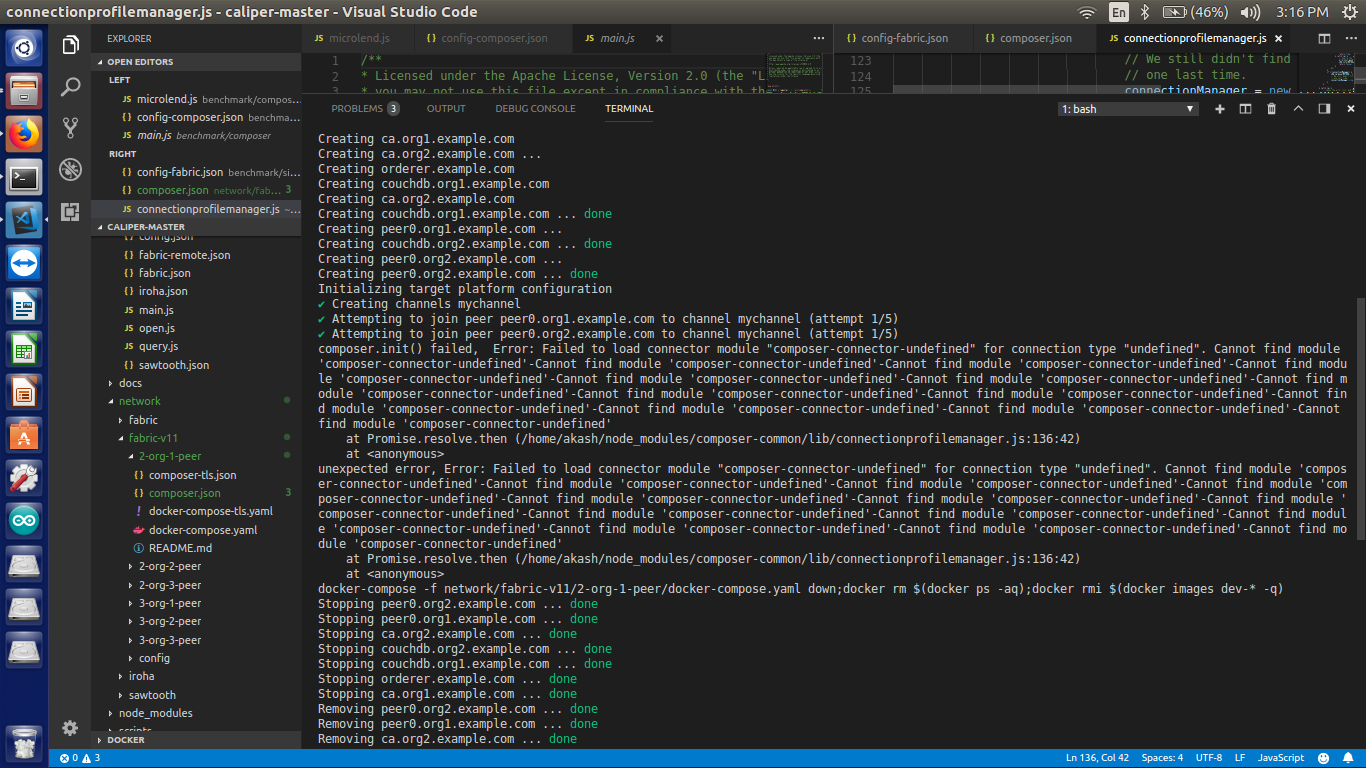 connectionprofilemanager.js - caliper-master - Visual Studio Code
En
(46%)
3:16 PM
EXPLORER
OPEN EDITORS
LEFT
JS microlend.js benchmark/compos...
{} config-composer.json benchma...
JS main.js benchmark/composer
RIGHT
{} config-fabric.json benchmark/si...
{} composer.json network/fab... 3
JS connectionprofilemanager.js ~...
CALIPER-MASTER
{} config.json
{} fabric-remote.json
{} fabric.json
{} iroha.json
JS main.js
JS open.js
JS query.js
{} sawtooth.json
docs
network
fabric
fabric-v11
2-org-1-peer
{} composer-tls.json
{} composer.json 3
! docker-compose-tls.yaml
docker-compose.yaml
README.md
2-org-2-peer
2-org-3-peer
3-org-1-peer
3-org-2-peer
3-org-3-peer
config
iroha
sawtooth
node_modules
scripts
DOCKER
JS microlend.js
{} config-composer.json
JS main.js ×
...
1 /**
2 * Licensed under the Apache License, Version 2.0 (the "L
* you may not use this file except in compliance with the
{} config-fabric.json
{} composer.json
JS connectionprofilemanager.js ×
...
123 // We still didn't find
124 // one last time.
125 connectionManager = new
PROBLEMS 3
OUTPUT
DEBUG CONSOLE
TERMINAL
1: bash
Creating ca.org1.example.com
Creating ca.org2.example.com ...
Creating orderer.example.com
Creating couchdb.org1.example.com
Creating ca.org2.example.com
Creating couchdb.org1.example.com ... done
Creating peer0.org1.example.com ...
Creating couchdb.org2.example.com ... done
Creating peer0.org2.example.com ...
Creating peer0.org2.example.com ... done
Initializing target platform configuration
✔ Creating channels mychannel
✔ Attempting to join peer peer0.org1.example.com to channel mychannel (attempt 1/5)
✔ Attempting to join peer peer0.org2.example.com to channel mychannel (attempt 1/5)
composer.init() failed,  Error: Failed to load connector module "composer-connector-undefined" for connection type "undefined". Cannot find module
'composer-connector-undefined'-Cannot find module 'composer-connector-undefined'-Cannot find module 'composer-connector-undefined'-Cannot find modu
le 'composer-connector-undefined'-Cannot find module 'composer-connector-undefined'-Cannot find module 'composer-connector-undefined'-Cannot find m
odule 'composer-connector-undefined'-Cannot find module 'composer-connector-undefined'-Cannot find module 'composer-connector-undefined'-Cannot fin
d module 'composer-connector-undefined'-Cannot find module 'composer-connector-undefined'-Cannot find module 'composer-connector-undefined'-Cannot
find module 'composer-connector-undefined'
at Promise.resolve.then (/home/akash/node_modules/composer-common/lib/connectionprofilemanager.js:136:42)
at <anonymous>
unexpected error, Error: Failed to load connector module "composer-connector-undefined" for connection type "undefined". Cannot find module 'compos
er-connector-undefined'-Cannot find module 'composer-connector-undefined'-Cannot find module 'composer-connector-undefined'-Cannot find module 'com
poser-connector-undefined'-Cannot find module 'composer-connector-undefined'-Cannot find module 'composer-connector-undefined'-Cannot find module '
composer-connector-undefined'-Cannot find module 'composer-connector-undefined'-Cannot find module 'composer-connector-undefined'-Cannot find modul
e 'composer-connector-undefined'-Cannot find module 'composer-connector-undefined'-Cannot find module 'composer-connector-undefined'-Cannot find mo
dule 'composer-connector-undefined'
at Promise.resolve.then (/home/akash/node_modules/composer-common/lib/connectionprofilemanager.js:136:42)
at <anonymous>
docker-compose -f network/fabric-v11/2-org-1-peer/docker-compose.yaml down;docker rm $(docker ps -aq);docker rmi $(docker images dev-* -q)
Stopping peer0.org2.example.com ... done
Stopping peer0.org1.example.com ... done
Stopping ca.org2.example.com ... done
Stopping couchdb.org2.example.com ... done
Stopping couchdb.org1.example.com ... done
Stopping orderer.example.com ... done
Stopping ca.org1.example.com ... done
Removing peer0.org2.example.com ... done
Removing peer0.org1.example.com ... done
Removing ca.org2.example.com ... done
0 3
Ln 136, Col 42
Spaces: 4
UTF-8
LF
JavaScript